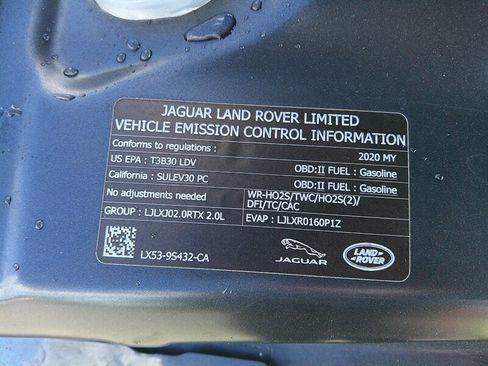 JAGUAR LAND ROVER LIMITED
VEHICLE EMISSION CONTROL INFORMATION
Conforms to regulations : 2020 MY
US EPA : T3B30 LDV OBD:II FUEL : Gasoline
California : SULEV30 PC OBD:II FUEL : Gasoline
No adjustments needed WR-HO2S/TWC/HO2S(2)/
DFI/TC/CAC
GROUP : LJLXJ02.0RTX 2.0L EVAP : LJLXR0160P1Z
LX53-9S432-CA
JAGUAR
LAND
ROVER